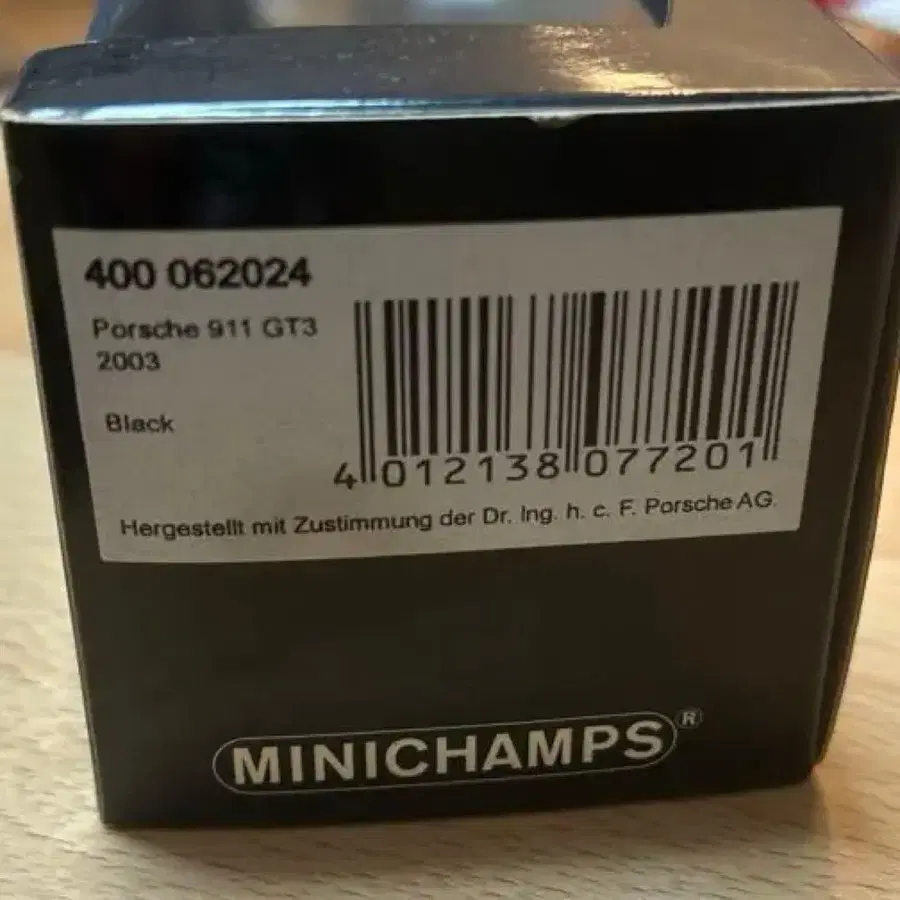 400 062024
Porsche 911 GT3
2003
Black
4 012138 077201
Hergestellt mit Zustimmung der Dr. Ing. h. c. F. Porsche AG.
MINICHAMPS®